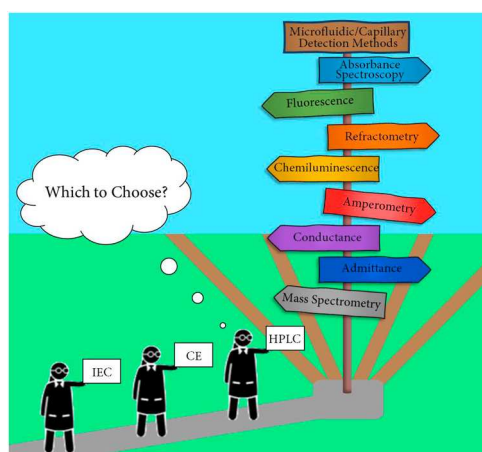 Microfluidic/Capillary
Detection Methods
Absorbance
Spectroscopy
Fluorescence
Refractometry
Chemiluminescence
Amperometry
Conductance
Admittance
Mass Spectrometry
Which to Choose?
HPLC
CE
IEC